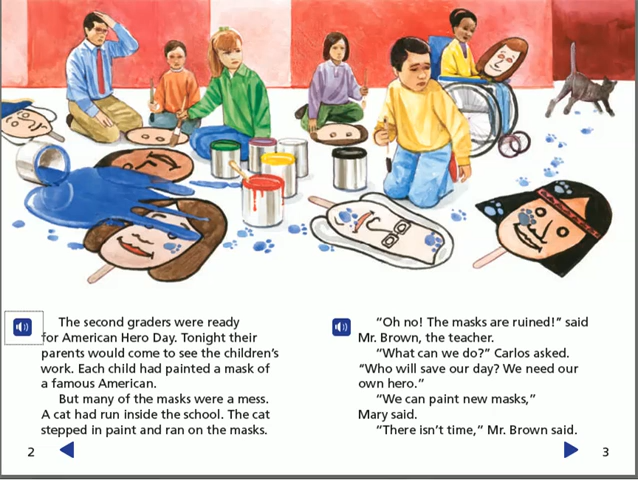 The second graders were ready
for American Hero Day. Tonight their
parents would come to see the children's
work. Each child had painted a mask of
a famous American.
But many of the masks were a mess.
A cat had run inside the school. The cat
stepped in paint and ran on the masks.
2
"Oh no! The masks are ruined!" said
Mr. Brown, the teacher.
"What can we do?" Carlos asked.
"Who will save our day? We need our
own hero."
"We can paint new masks,"
Mary said.
"There isn't time," Mr. Brown said.
3